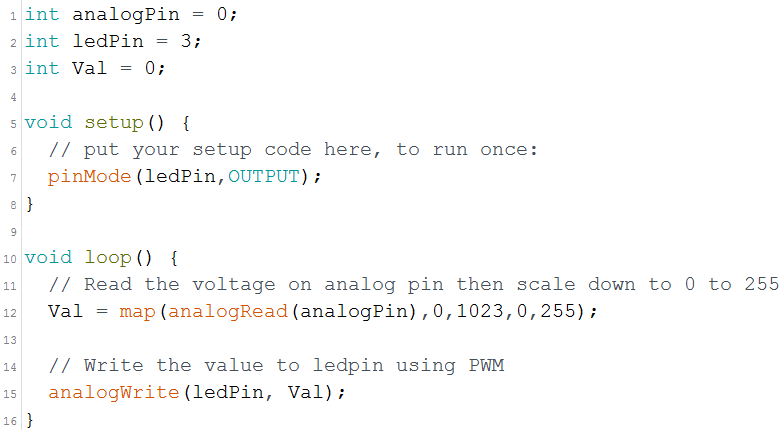 1 int analogPin = 0;
2 int ledPin = 3;
3 int Val = 0;
4
5 void setup() {
6   // put your setup code here, to run once:
7   pinMode(ledPin,OUTPUT);
8 }
9
10 void loop() {
11   // Read the voltage on analog pin then scale down to 0 to 255
12   Val = map(analogRead(analogPin),0,1023,0,255);
13
14   // Write the value to ledpin using PWM
15   analogWrite(ledPin, Val);
16 }